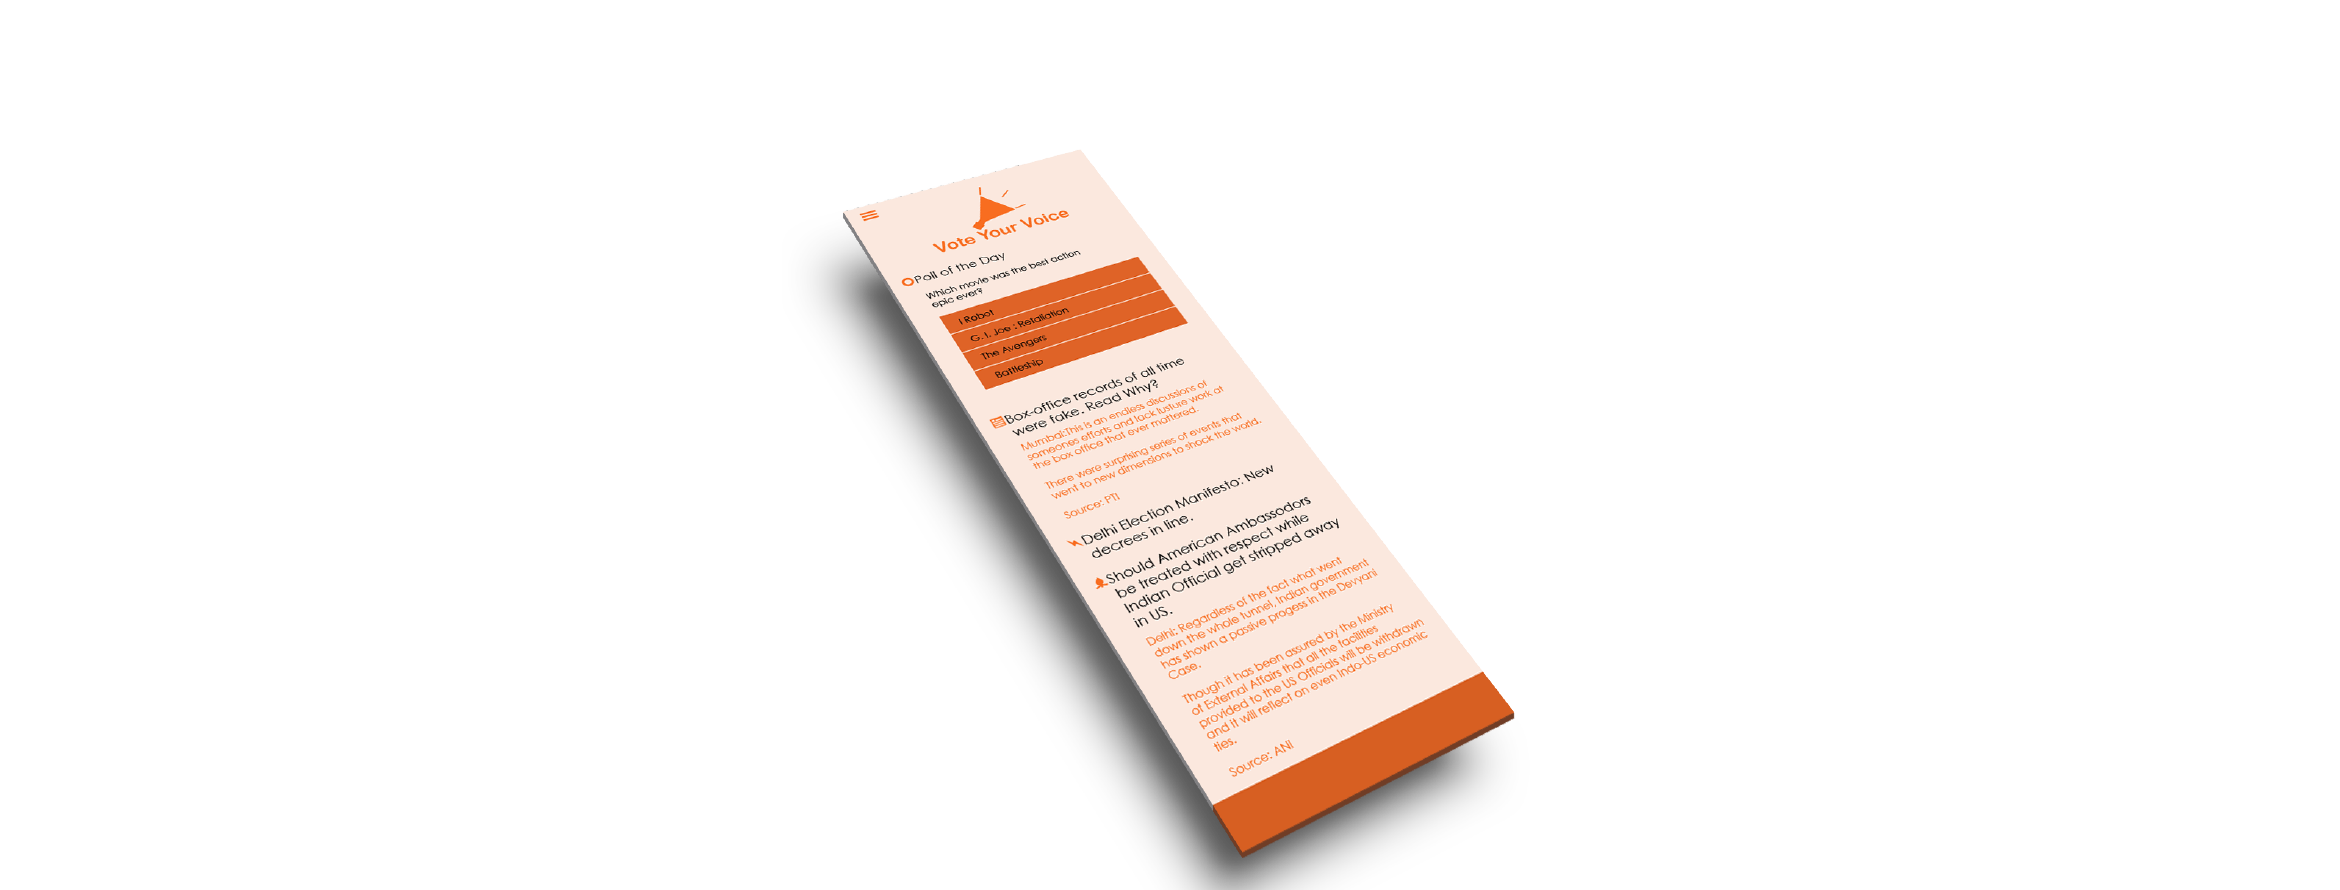 Vote Your Voice
Poll of the Day
Which movie was the best action
epic ever?
I Robot
G. I. Joe : Retaliation
The Avengers
Battleship
Box-office records of all time
were fake. Read Why?
Mumbai:This is an endless discussions of
someones efforts and lack lusture work at
the box office that ever mattered.
There were surprising series of events that
went to new dimensions to shock the world.
Source: PTI
Delhi Election Manifesto: New
decrees in line.
Should American Ambassodors
be treated with respect while
Indian Official get stripped away
in US.
Delhi: Regardless of the fact what went
down the whole tunnel, Indian government
has shown a passive progess in the Devyani
Case.
Though it has been assured by the Ministry
of External Affairs that all the facilities
provided to the US Officials will be withdrawn
and it will reflect on even Indo-US economic
ties.
Source: ANI